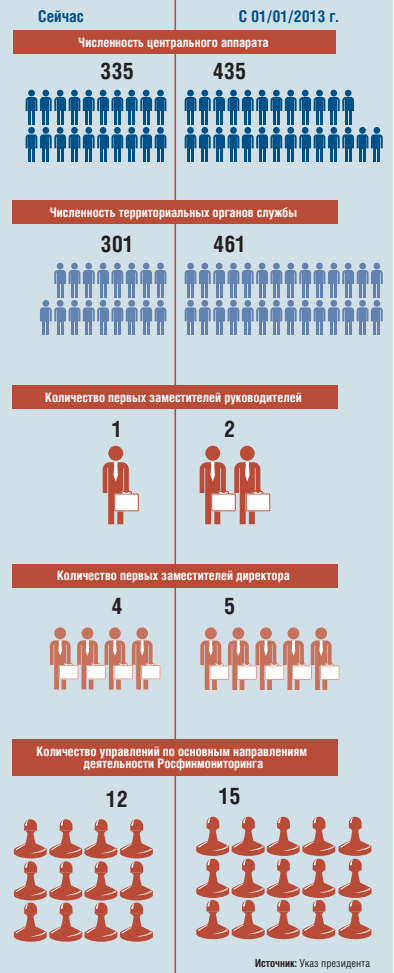 Сейчас С 01/01/2013 г.
Численность центрального аппарата
335 435
Численность территориальных органов службы
301 461
Количество первых заместителей руководителей
1 2
Количество первых заместителей директора
4 5
Количество управлений по основным направлениям
деятельности Росфинмониторинга
12 15
Источник: Указ президента